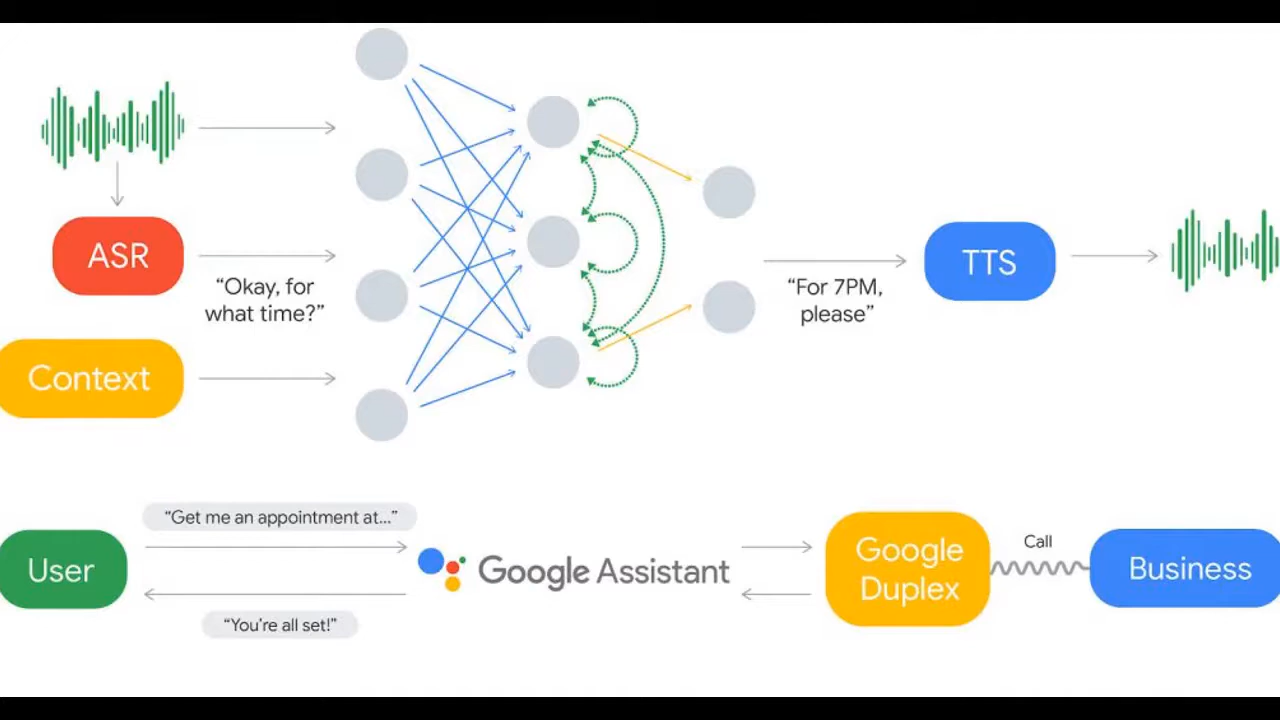 ASR
“Okay, for
what time?”
Context
“For 7PM,
please”
TTS
“Get me an appointment at...”
User
“You’re all set!”
Google Assistant
Google
Duplex
Call
Business